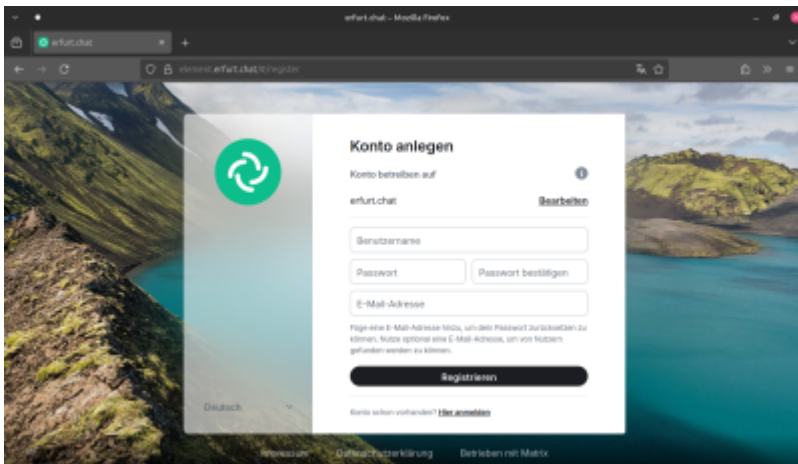 erfurt.chat – Mozilla Firefox
erfurt.chat
element.erfurt.chat/#/register
Konto anlegen
Konto betreiben auf
erfurt.chat
Bearbeiten
Benutzername
Passwort
Passwort bestätigen
E-Mail-Adresse
Füge eine E-Mail-Adresse hinzu, um dein Passwort zurücksetzen zu
können. Nutze optional eine E-Mail-Adresse, um von Nutzern
gefunden werden zu können.
Registrieren
Konto schon vorhanden? Hier anmelden
Deutsch
Impressum
Datenschutzerklärung
Betrieben mit Matrix